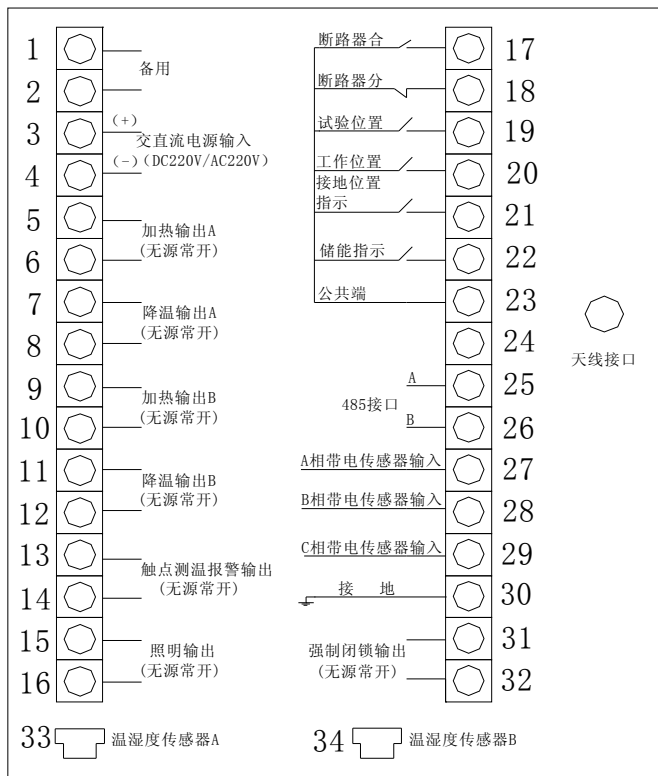 1
备用
2
3
(+)
交直流电源输入
(-)
(DC220V/AC220V)
4
5
加热输出A
(无源常开)
6
7
降温输出A
(无源常开)
8
9
加热输出B
(无源常开)
10
11
降温输出B
(无源常开)
12
13
触点测温报警输出
(无源常开)
14
15
照明输出
(无源常开)
16
断路器合
17
断路器分
18
试验位置
19
工作位置
20
接地位置
指示
21
储能指示
22
公共端
23
24
A
25
485接口
B
26
A相带电传感器输入
27
B相带电传感器输入
28
C相带电传感器输入
29
接 地
30
31
强制闭锁输出
(无源常开)
32
天线接口
33
温湿度传感器A
34
温湿度传感器B